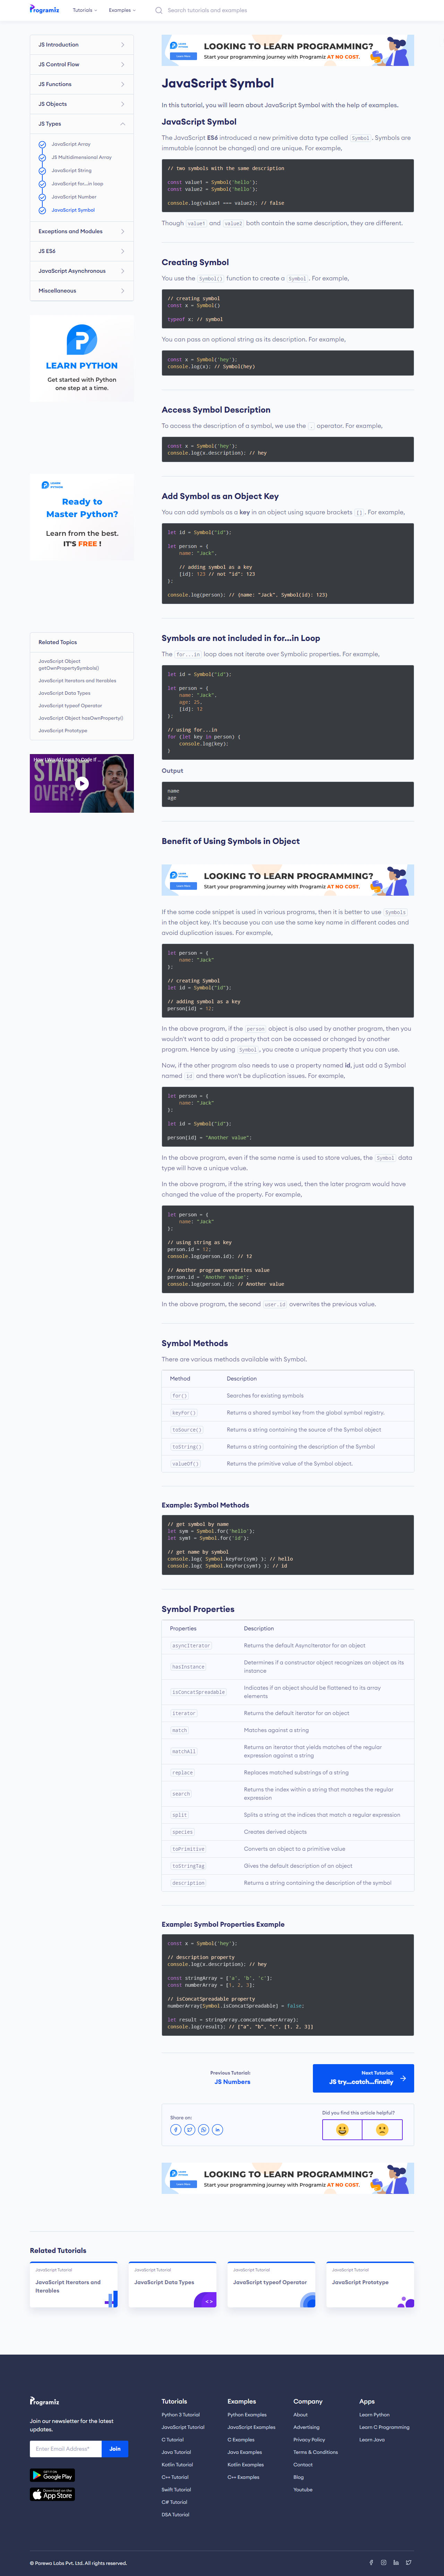 Programiz
Tutorials
Examples
Search tutorials and examples
JS Introduction
JS Control Flow
JS Functions
JS Objects
JS Types
JavaScript Array
JS Multidimensional Array
JavaScript String
JavaScript for...in loop
JavaScript Number
JavaScript Symbol
Exceptions and Modules
JS ES6
JavaScript Asynchronous
Miscellaneous
LEARN PYTHON
Get started with Python
one step at a time.
Ready to
Master Python?
Learn from the best.
IT'S FREE !
Related Topics
JavaScript Object
getOwnPropertySymbols()
JavaScript Iterators and Iterables
JavaScript Data Types
JavaScript typeof Operator
JavaScript Object hasOwnProperty()
JavaScript Prototype
START
OVER?
LOOKING TO LEARN PROGRAMMING?
Start your programming journey with Programiz AT NO COST.
JavaScript Symbol
In this tutorial, you will learn about JavaScript Symbol with the help of examples.
JavaScript Symbol
The JavaScript ES6 introduced a new primitive data type called Symbol. Symbols are
immutable (cannot be changed) and are unique. For example,
// two symbols with the same description
const value1 = Symbol('hello');
const value2 = Symbol('hello');
console.log(value1 === value2); // false
Though value1 and value2 both contain the same description, they are different.
Creating Symbol
You use the Symbol() function to create a Symbol. For example,
// creating symbol
const x = Symbol()
typeof x; // symbol
You can pass an optional string as its description. For example,
const x = Symbol('hey');
console.log(x); // Symbol(hey)
Access Symbol Description
To access the description of a symbol, we use the . operator. For example,
const x = Symbol('hey');
console.log(x.description); // hey
Add Symbol as an Object Key
You can add symbols as a key in an object using square brackets []. For example,
let id = Symbol("id");
let person = {
name: "Jack",
// adding symbol as a key
[id]: 123 // not "id": 123
};
console.log(person); // {name: "Jack", Symbol(id): 123}
Symbols are not included in for...in Loop
The for...in loop does not iterate over Symbolic properties. For example,
let id = Symbol("id");
let person = {
name: "Jack",
age: 25,
[id]: 12
};
// using for...in
for (let key in person) {
console.log(key);
}
Output
name
age
Benefit of Using Symbols in Object
LOOKING TO LEARN PROGRAMMING?
Start your programming journey with Programiz AT NO COST.
If the same code snippet is used in various programs, then it is better to use Symbols
in the object key. It's because you can use the same key name in different codes and
avoid duplication issues. For example,
let person = {
name: "Jack"
};
// creating Symbol
let id = Symbol("id");
// adding symbol as a key
person[id] = 12;
In the above program, if the person object is also used by another program, then you
wouldn't want to add a property that can be accessed or changed by another
program. Hence by using Symbol, you create a unique property that you can use.
Now, if the other program also needs to use a property named id, just add a Symbol
named id and there won't be duplication issues. For example,
let person = {
name: "Jack"
};
let id = Symbol("id");
person[id] = "Another value";
In the above program, even if the same name is used to store values, the Symbol data
type will have a unique value.
In the above program, if the string key was used, then the later program would have
changed the value of the property. For example,
let person = {
name: "Jack"
};
// using string as key
person.id = 12;
console.log(person.id); // 12
// Another program overwrites value
person.id = 'Another value';
console.log(person.id); // Another value
In the above program, the second user.id overwrites the previous value.
Symbol Methods
There are various methods available with Symbol.
Method Description
for() Searches for existing symbols
keyFor() Returns a shared symbol key from the global symbol registry.
toSource() Returns a string containing the source of the Symbol object
toString() Returns a string containing the description of the Symbol
valueOf() Returns the primitive value of the Symbol object.
Example: Symbol Methods
// get symbol by name
let sym = Symbol.for('hello');
let sym1 = Symbol.for('id');
// get name by symbol
console.log( Symbol.keyFor(sym) ); // hello
console.log( Symbol.keyFor(sym1) ); // id
Symbol Properties
Properties Description
asyncIterator Returns the default AsyncIterator for an object
hasInstance Determines if a constructor object recognizes an object as its
instance
isConcatSpreadable Indicates if an object should be flattened to its array
elements
iterator Returns the default iterator for an object
match Matches against a string
matchAll Returns an iterator that yields matches of the regular
expression against a string
replace Replaces matched substrings of a string
search Returns the index within a string that matches the regular
expression
split Splits a string at the indices that match a regular expression
species Creates derived objects
toPrimitive Converts an object to a primitive value
toStringTag Gives the default description of an object
description Returns a string containing the description of the symbol
Example: Symbol Properties Example
const x = Symbol('hey');
// description property
console.log(x.description); // hey
const stringArray = ['a', 'b', 'c'];
const numberArray = [1, 2, 3];
// isConcatSpreadable property
numberArray[Symbol.isConcatSpreadable] = false;
let result = stringArray.concat(numberArray);
console.log(result); // ["a", "b", "c", [1, 2, 3]]
Previous Tutorial:
JS Numbers
Next Tutorial:
JS try...catch...finally
Share on:
Did you find this article helpful?
LOOKING TO LEARN PROGRAMMING?
Start your programming journey with Programiz AT NO COST.
Related Tutorials
JavaScript Tutorial
JavaScript Iterators and
Iterables
JavaScript Tutorial
JavaScript Data Types
JavaScript Tutorial
JavaScript typeof Operator
JavaScript Tutorial
JavaScript Prototype
Programiz
Join our newsletter for the latest
updates.
Enter Email Address*
Join
GET IT ON
Google Play
Download on the
App Store
Tutorials
Python 3 Tutorial
JavaScript Tutorial
C Tutorial
Java Tutorial
Kotlin Tutorial
C++ Tutorial
Swift Tutorial
C# Tutorial
DSA Tutorial
Examples
Python Examples
JavaScript Examples
C Examples
Java Examples
Kotlin Examples
C++ Examples
Company
About
Advertising
Privacy Policy
Terms & Conditions
Contact
Blog
Youtube
Apps
Learn Python
Learn C Programming
Learn Java
© Parewa Labs Pvt. Ltd. All rights reserved.